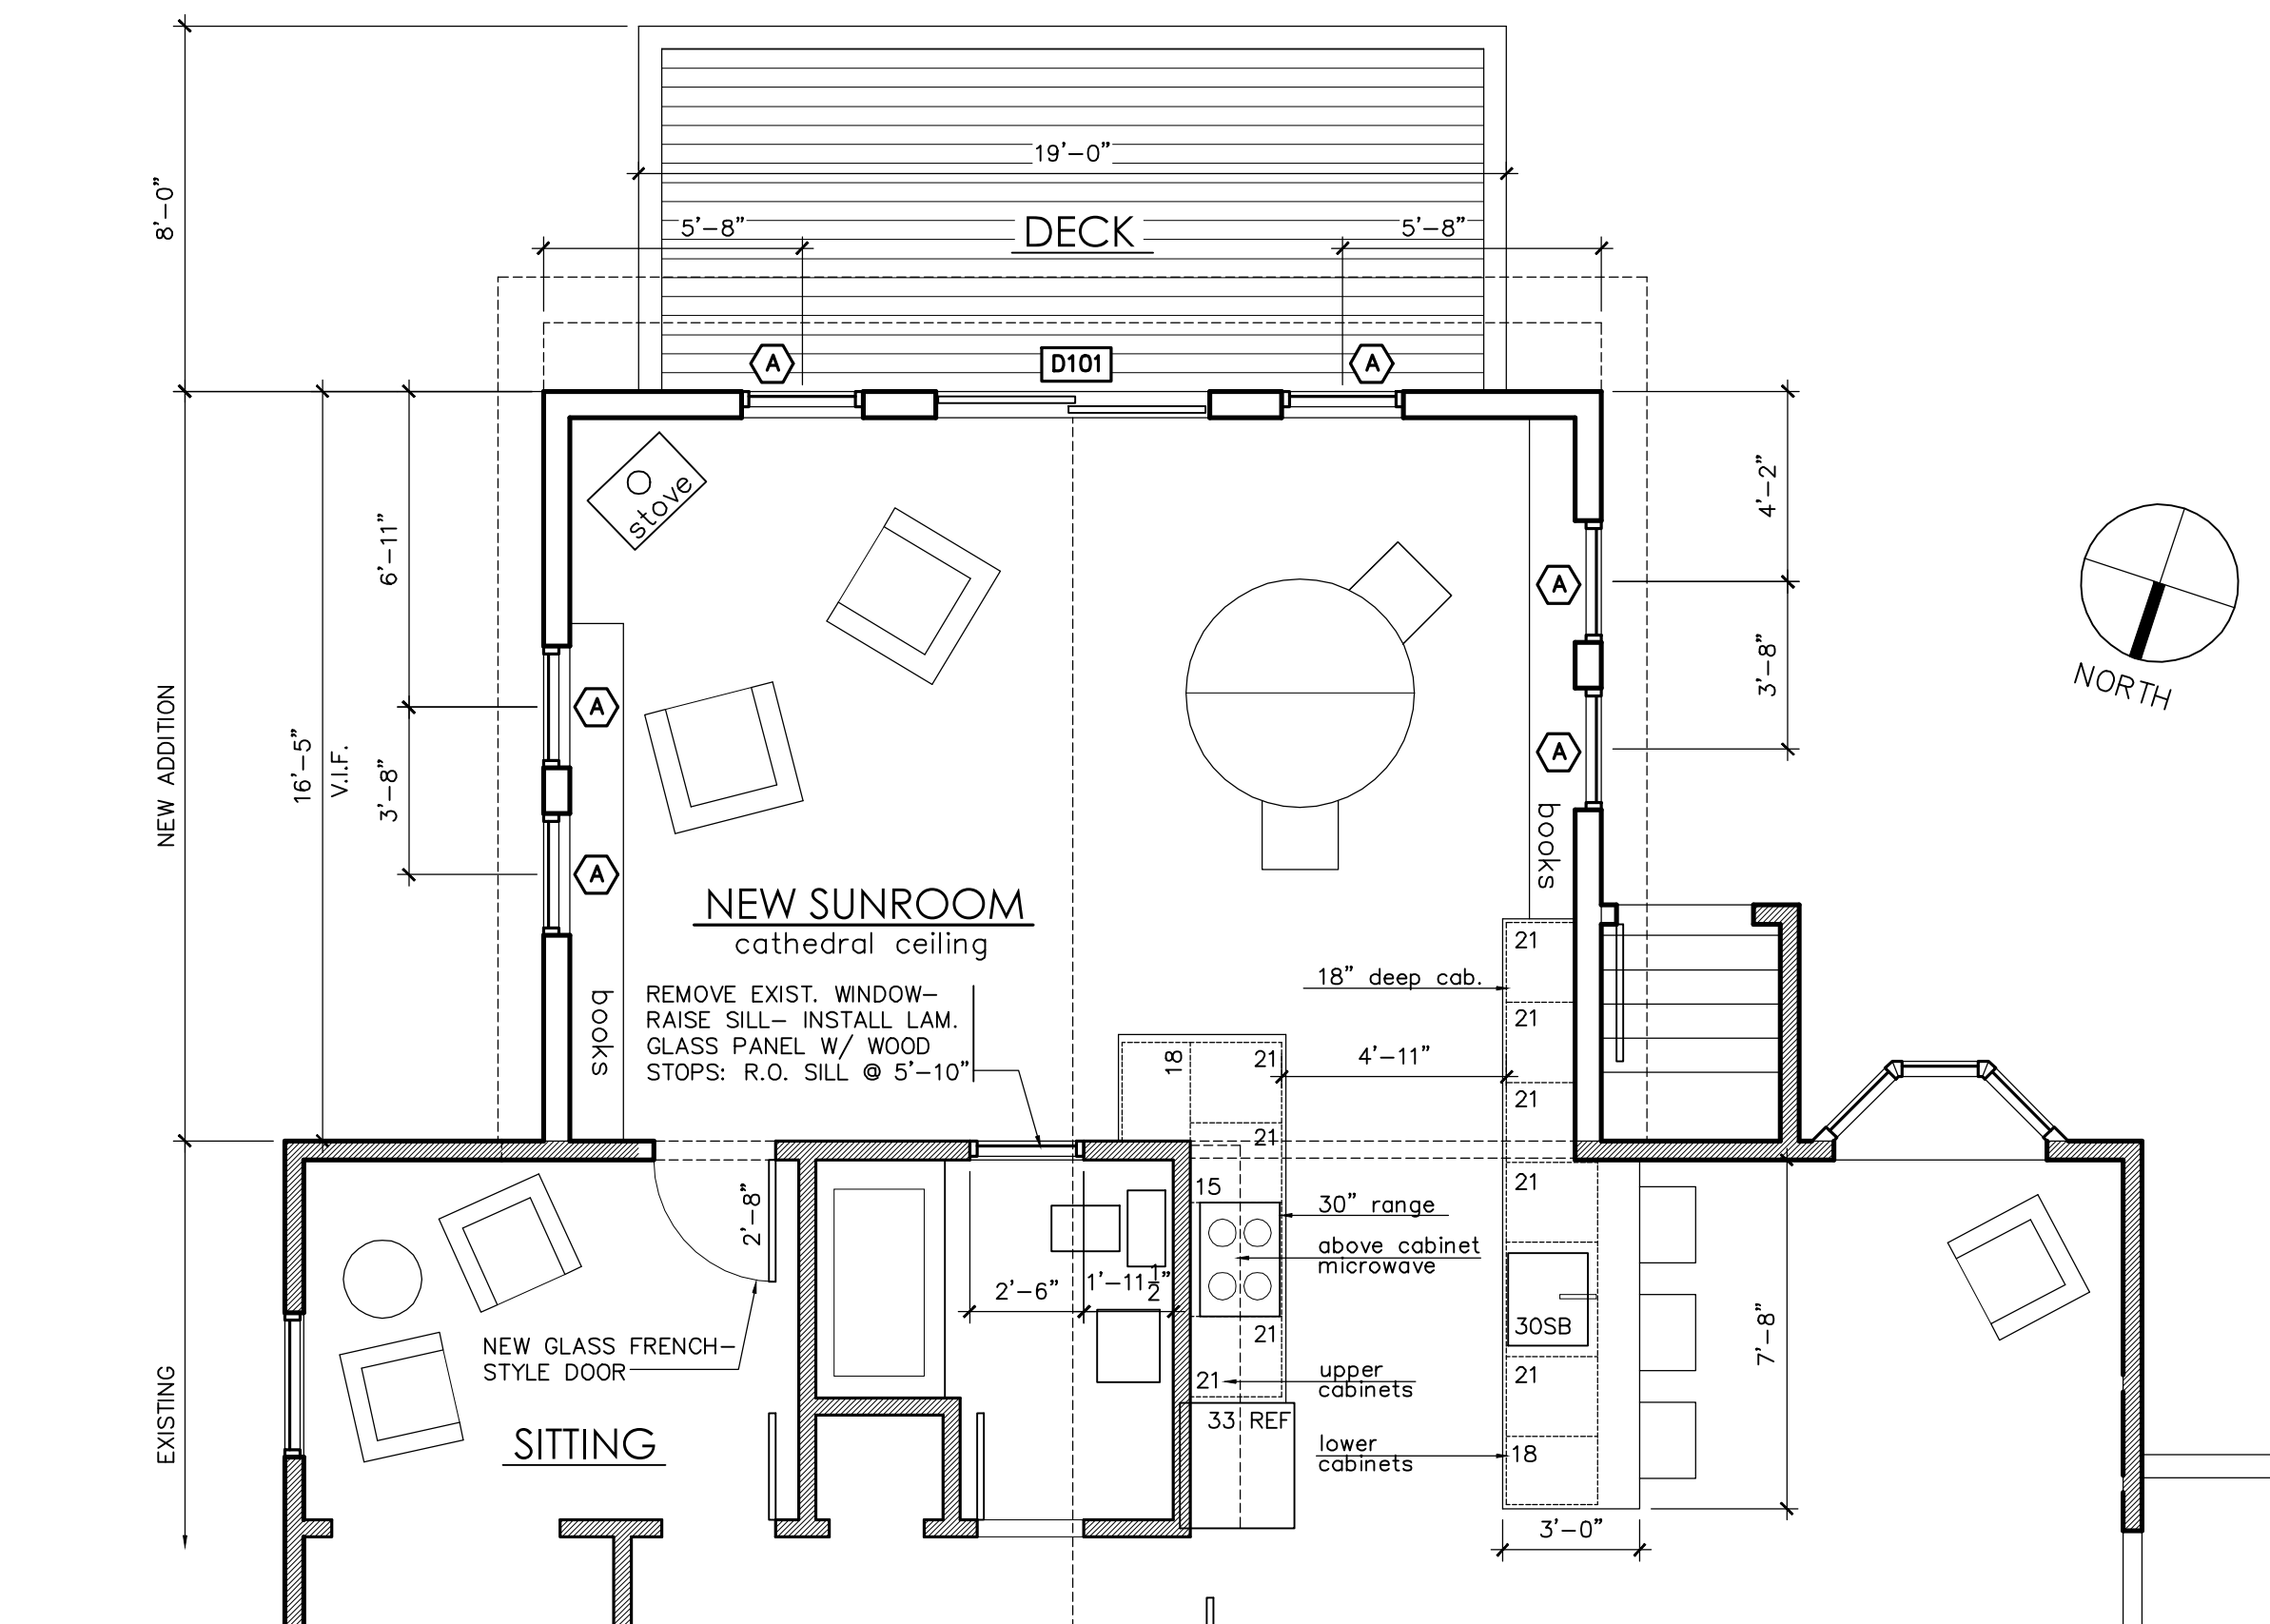 19'-0"
8'-0"
5'-8"
DECK
5'-8"
A
D101
A
4'-2"
stove
6'-11"
A
3'-8"
NORTH
A
A
NEW ADDITION
16'-5"
V.I.F.
3'-8"
books
A
NEW SUNROOM
cathedral ceiling
21
18" deep cab.
REMOVE EXIST. WINDOW-
RAISE SILL- INSTALL LAM.
GLASS PANEL W/ WOOD
STOPS: R.O. SILL @ 5'-10"
books
21
18
21
4'-11"
21
21
2'-8"
15
21
30" range
above cabinet
microwave
2'-6"
1'-11 1/2"
30SB
21
7'-8"
NEW GLASS FRENCH-
STYLE DOOR
EXISTING
21
upper
cabinets
21
33 REF
SITTING
lower
cabinets
18
3'-0"